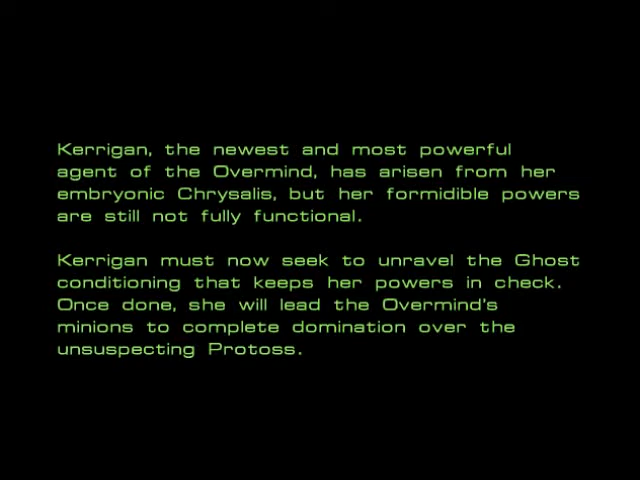 Kerrigan, the newest and most powerful
agent of the Overmind, has arisen from her
embryonic Chrysalis, but her formidible powers
are still not fully functional.
Kerrigan must now seek to unravel the Ghost
conditioning that keeps her powers in check.
Once done, she will lead the Overmind's
minions to complete domination over the
unsuspecting Protoss.